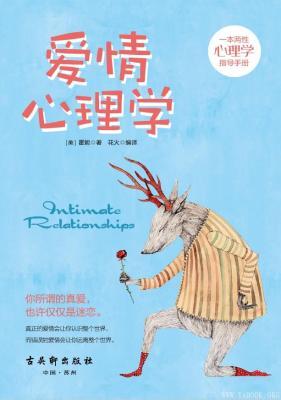 一本两性
心理学
指导手册
爱情
心理学
[美] 霍妮◎著 花火◎编译
Intimate
Relationships
你所谓的真爱，
也许仅仅是迷恋。
真正的爱情会让你认识整个世界，
而错误的爱情会让你远离整个世界。
古吴轩出版社
中国·苏州